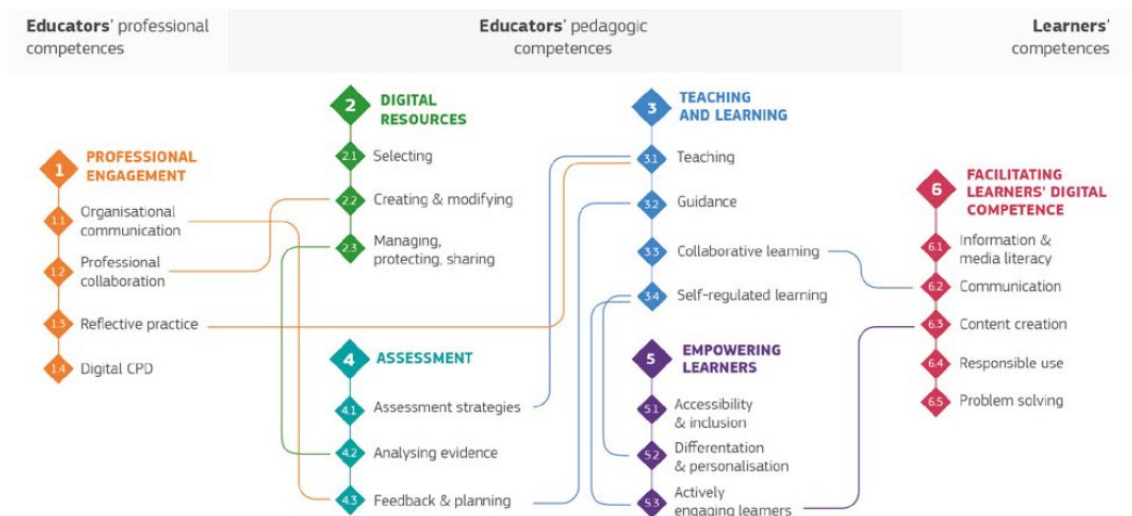 Educators' professional
competences
Educators' pedagogic
competences
Learners'
competences
1
PROFESSIONAL
ENGAGEMENT
1.1
Organisational
communication
1.2
Professional
collaboration
1.3
Reflective practice
1.4
Digital CPD
2
DIGITAL
RESOURCES
2.1
Selecting
2.2
Creating & modifying
2.3
Managing,
protecting, sharing
4
ASSESSMENT
4.1
Assessment strategies
4.2
Analysing evidence
4.3
Feedback & planning
3
TEACHING
AND LEARNING
3.1
Teaching
3.2
Guidance
3.3
Collaborative learning
3.4
Self-regulated learning
5
EMPOWERING
LEARNERS
5.1
Accessibility
& inclusion
5.2
Differentation
& personalisation
5.3
Actively
engaging learners
6
FACILITATING
LEARNERS' DIGITAL
COMPETENCE
6.1
Information &
media literacy
6.2
Communication
6.3
Content creation
6.4
Responsible use
6.5
Problem solving